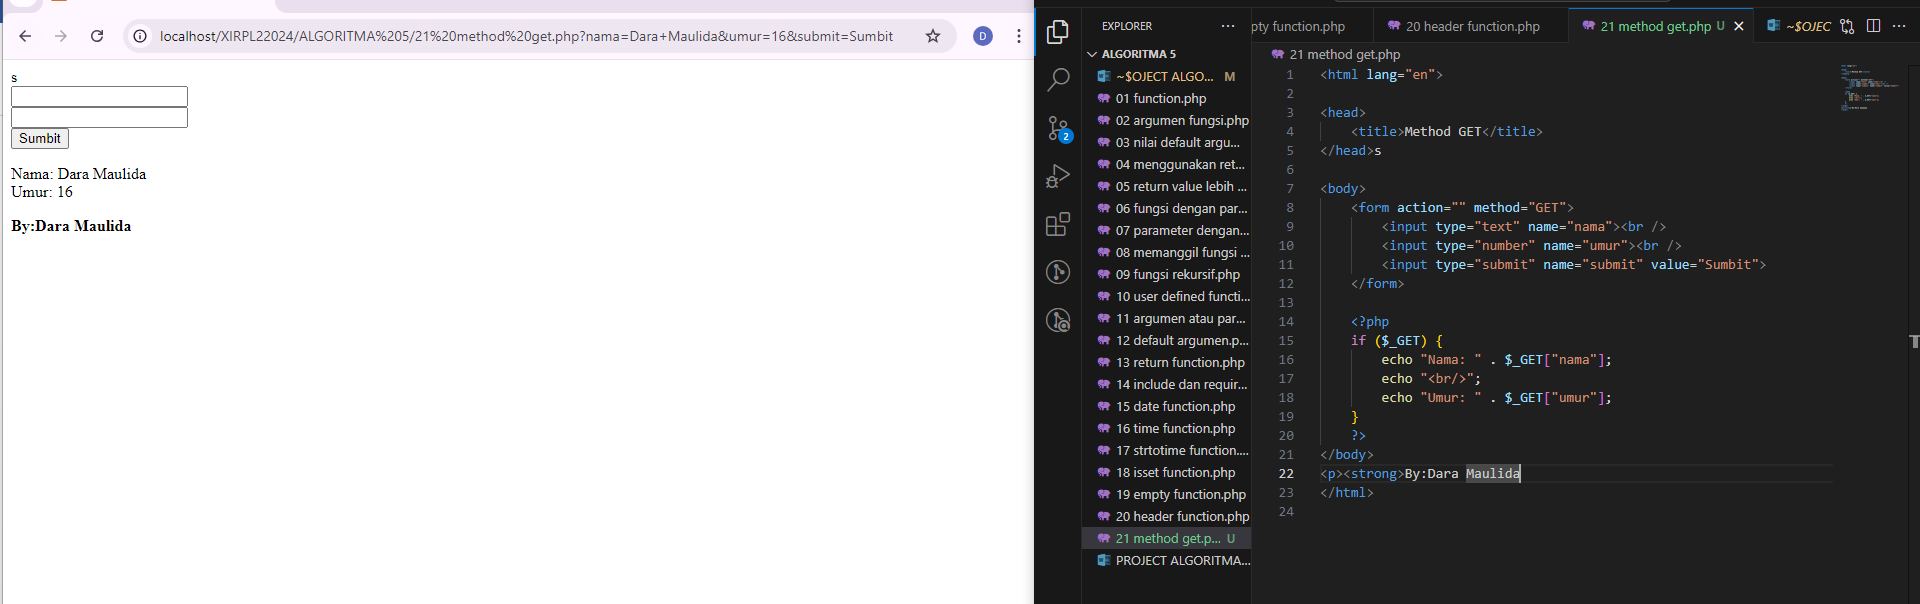 localhost/XIRPL22024/ALGORITMA%205/21%20method%20get.php?nama=Dara+Maulida&umur=16&submit=Sumbit
D
s
Sumbit
Nama: Dara Maulida
Umur: 16
By:Dara Maulida
EXPLORER
ALGORITMA 5
~$OJECT ALGO... M
01 function.php
02 argumen fungsi.php
03 nilai default argu...
04 menggunakan ret...
05 return value lebih ...
06 fungsi dengan par...
07 parameter dengan...
08 memanggil fungsi ...
09 fungsi rekursif.php
10 user defined functi...
11 argumen atau par...
12 default argumen.p...
13 return function.php
14 include dan requir...
15 date function.php
16 time function.php
17 strtotime function....
18 isset function.php
19 empty function.php
20 header function.php
21 method get.p... U
PROJECT ALGORITMA...
2
pty function.php
20 header function.php
21 method get.php U
~$OJEC
21 method get.php
1 <html lang="en">
2
3 <head>
4 <title>Method GET</title>
5 </head>s
6
7 <body>
8 <form action="" method="GET">
9 <input type="text" name="nama"><br />
10 <input type="number" name="umur"><br />
11 <input type="submit" name="submit" value="Sumbit">
12 </form>
13
14 <?php
15 if ($_GET) {
16 echo "Nama: " . $_GET["nama"];
17 echo "<br/>";
18 echo "Umur: " . $_GET["umur"];
19 }
20 ?>
21 </body>
22 <p><strong>By:Dara Maulida
23 </html>
24